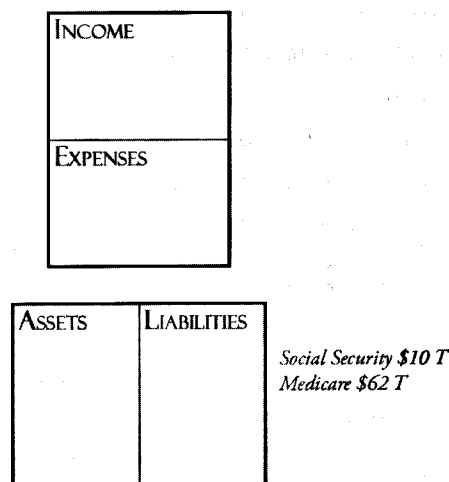 INCOME
EXPENSES
ASSETS LIABILITIES
Social Security $10 T
Medicare $62 T